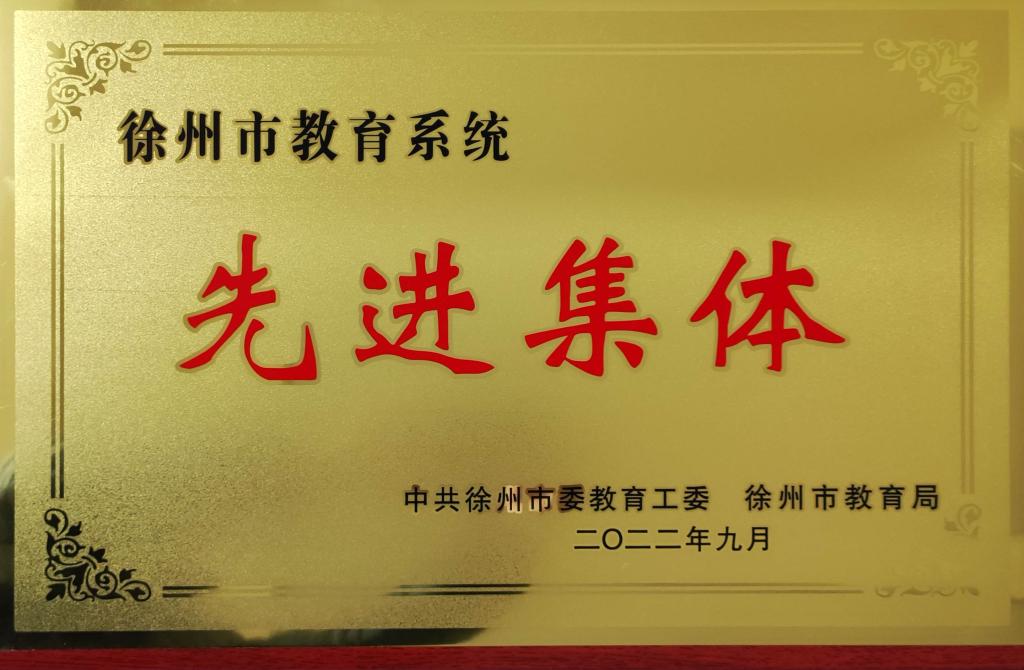 徐州市教育系统
先进集体
中共徐州市委教育工委 徐州市教育局
二〇二二年九月